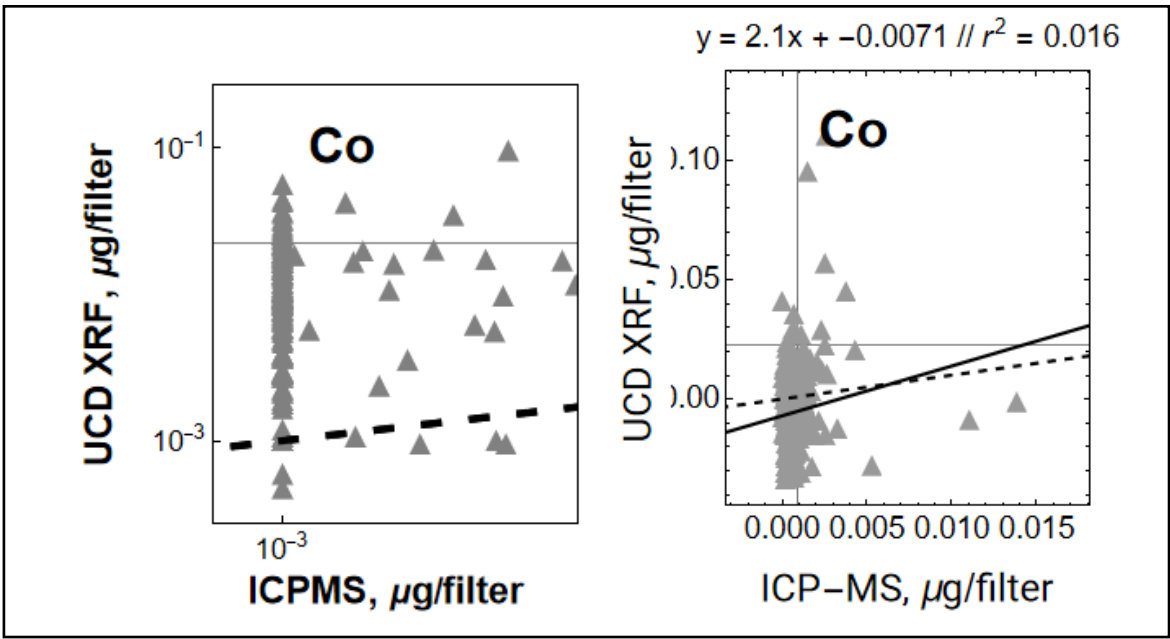 UCD XRF, µg/filter
10⁻¹
10⁻³
Co
10⁻³
ICPMS, µg/filter
y = 2.1x + −0.0071 // r² = 0.016
UCD XRF, µg/filter
).10
).05
).00
Co
0.000 0.005 0.010 0.015
ICP−MS, µg/filter